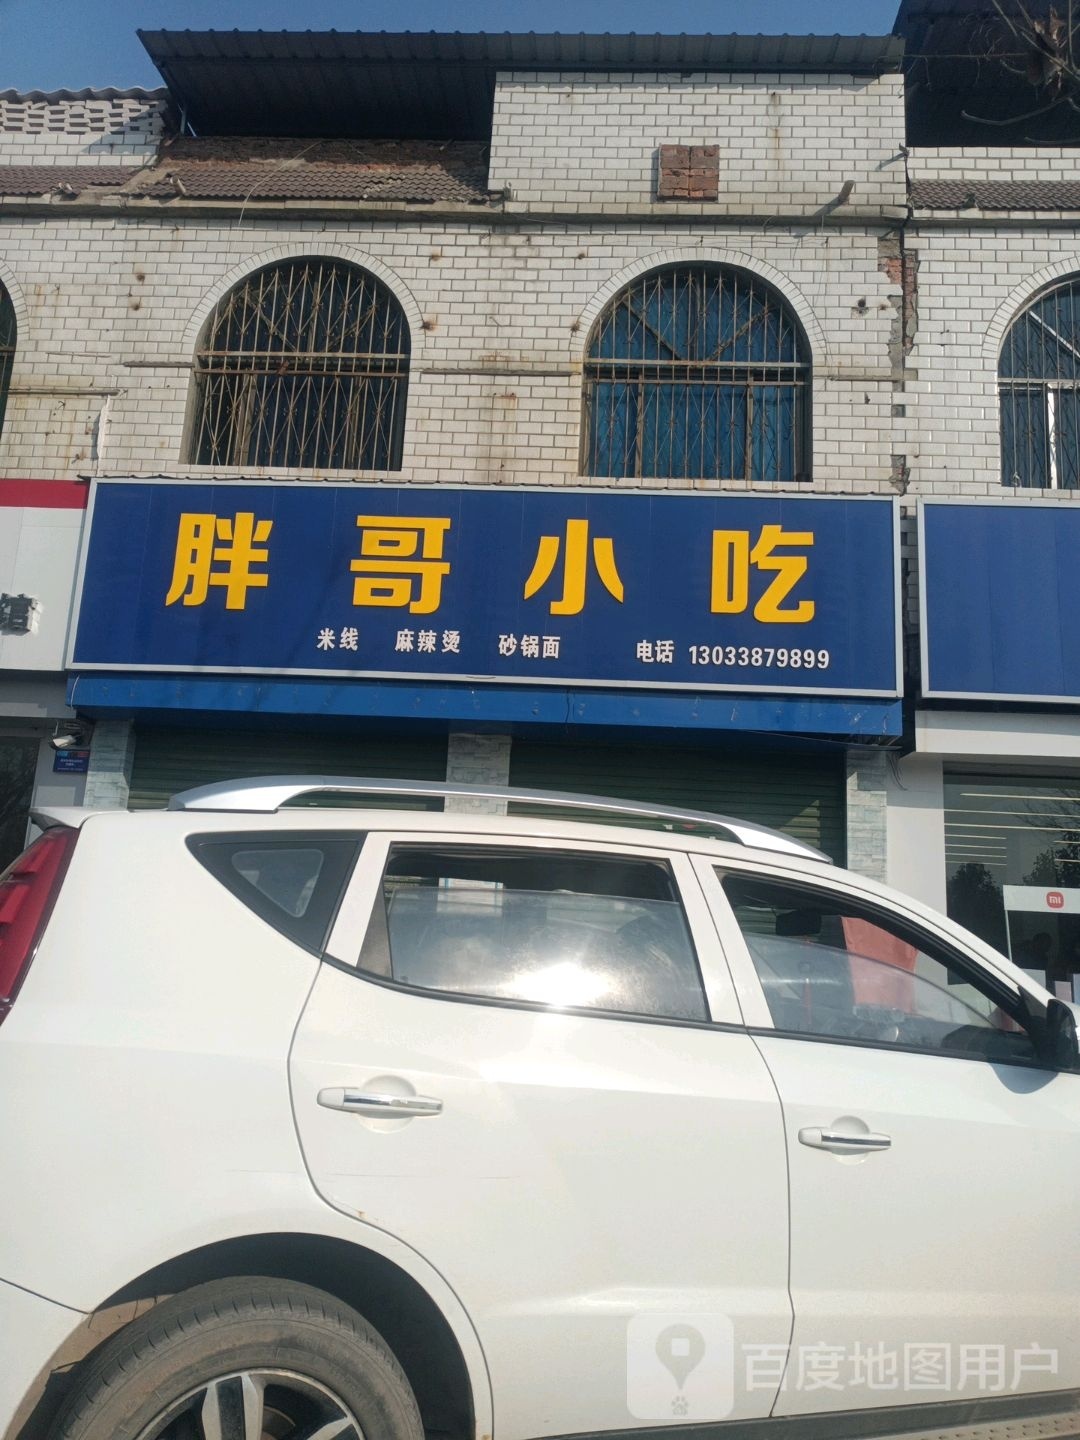 胖哥小吃
米线 麻辣烫 砂锅面 电话 13033879899
mi
百度地图用户